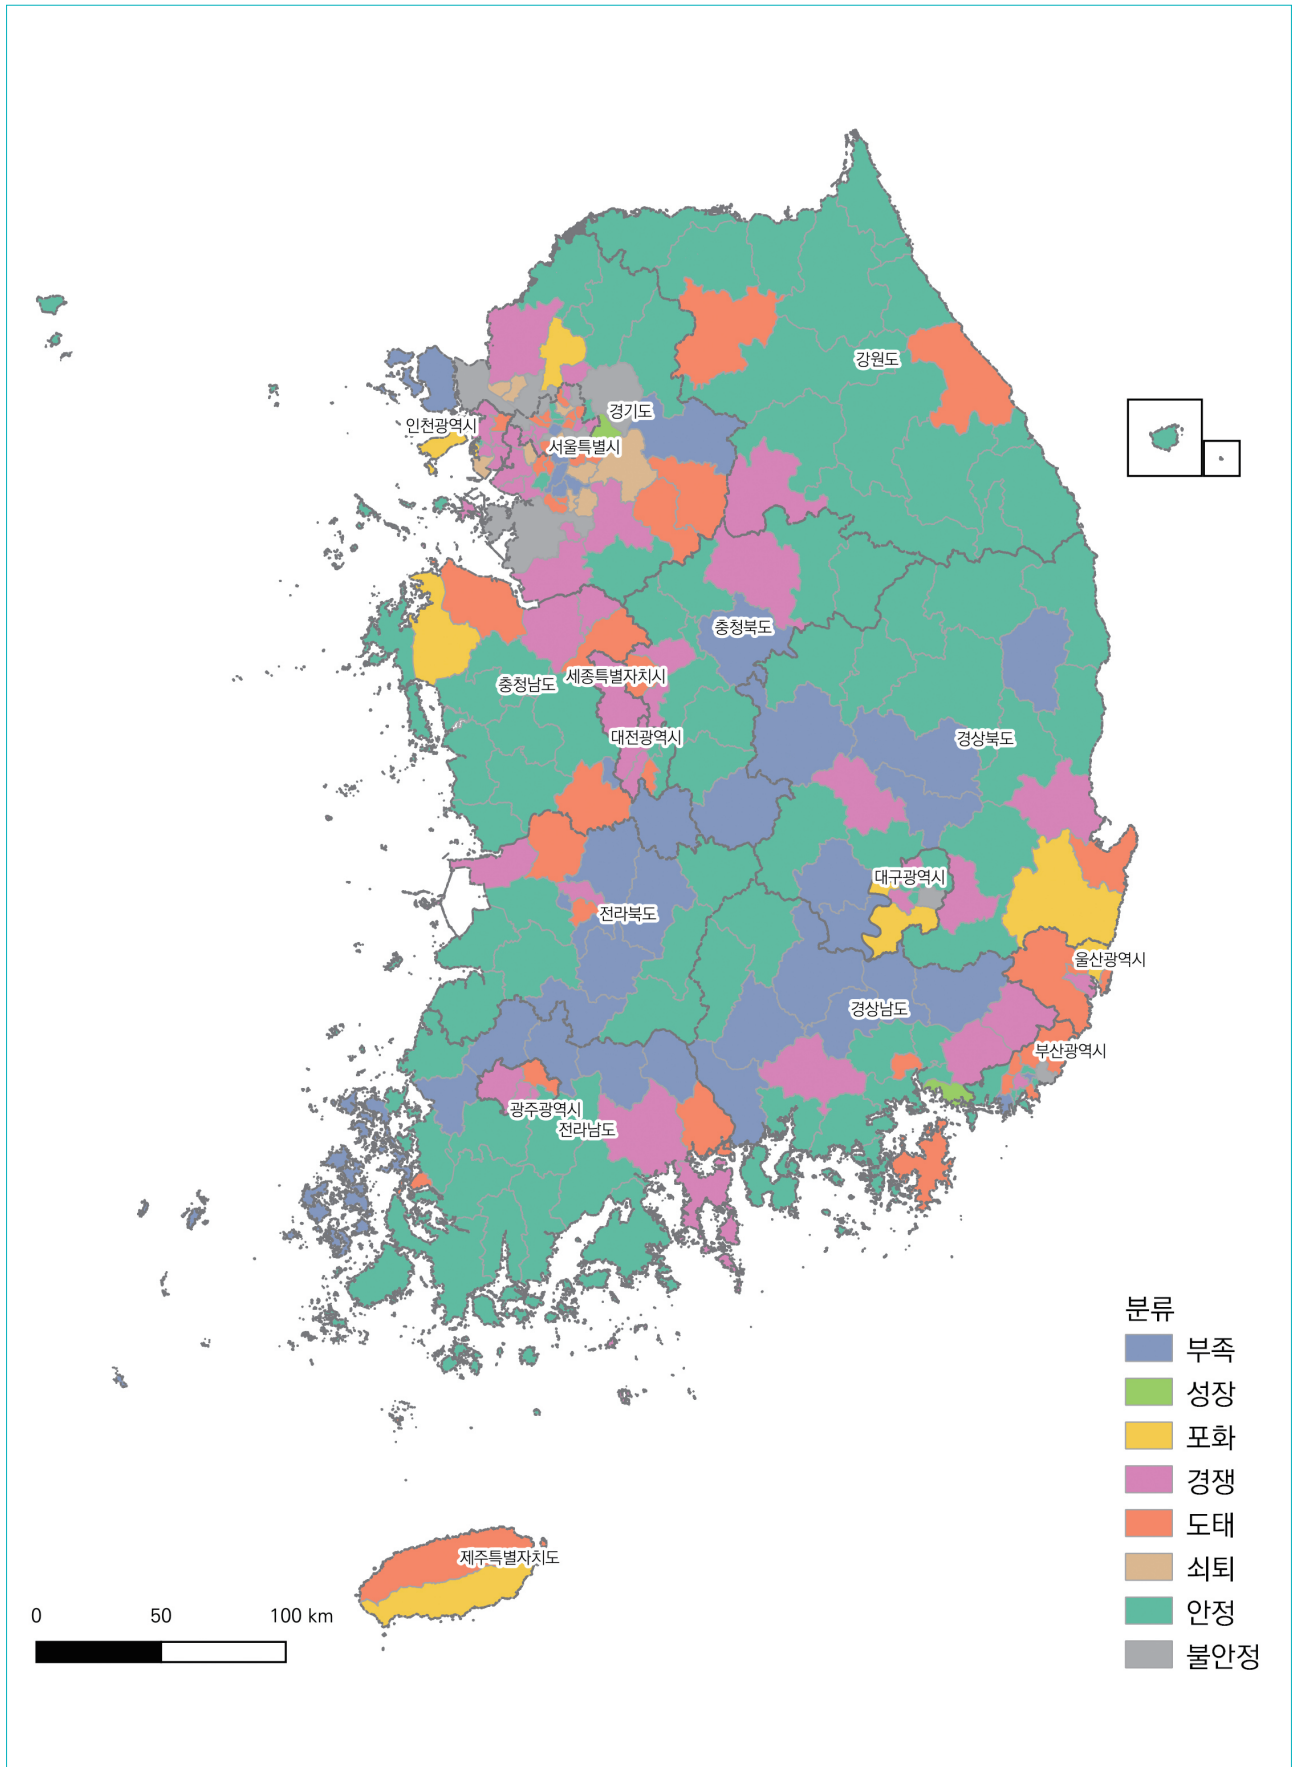 강원도
경기도
인천광역시
서울특별시
충청북도
세종특별자치시
충청남도
대전광역시
경상북도
대구광역시
전라북도
울산광역시
경상남도
부산광역시
광주광역시
전라남도
제주특별자치도
분류
부족
성장
포화
경쟁
도태
쇠퇴
안정
불안정
0 50 100 km